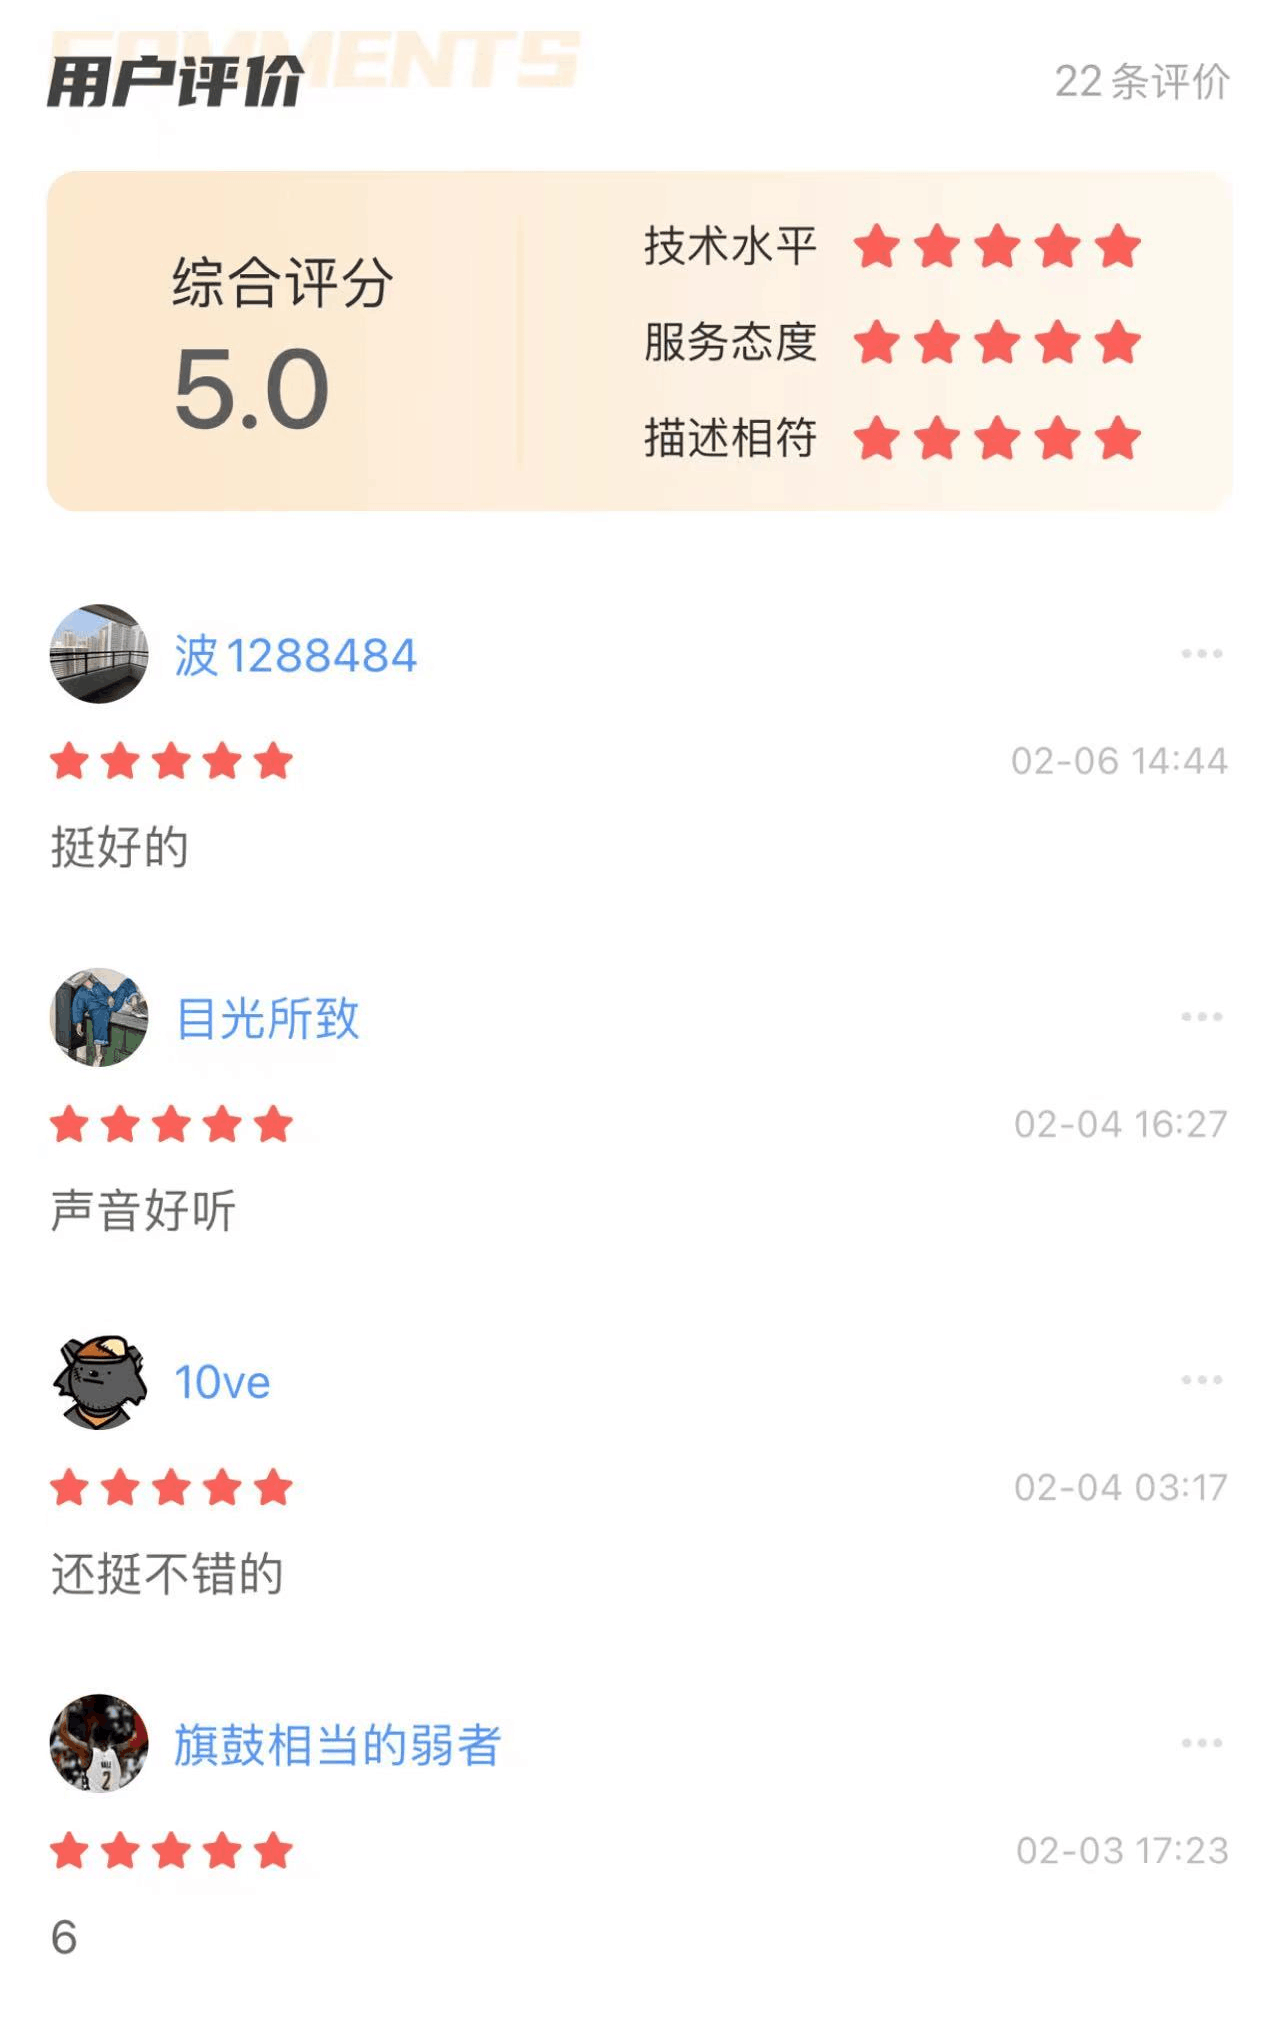 COMMENTS
用户评价
22条评价
综合评分
5.0
技术水平
服务态度
描述相符
波1288484
02-06 14:44
挺好的
目光所致
02-04 16:27
声音好听
10ve
02-04 03:17
还挺不错的
旗鼓相当的弱者
2
02-03 17:23
6